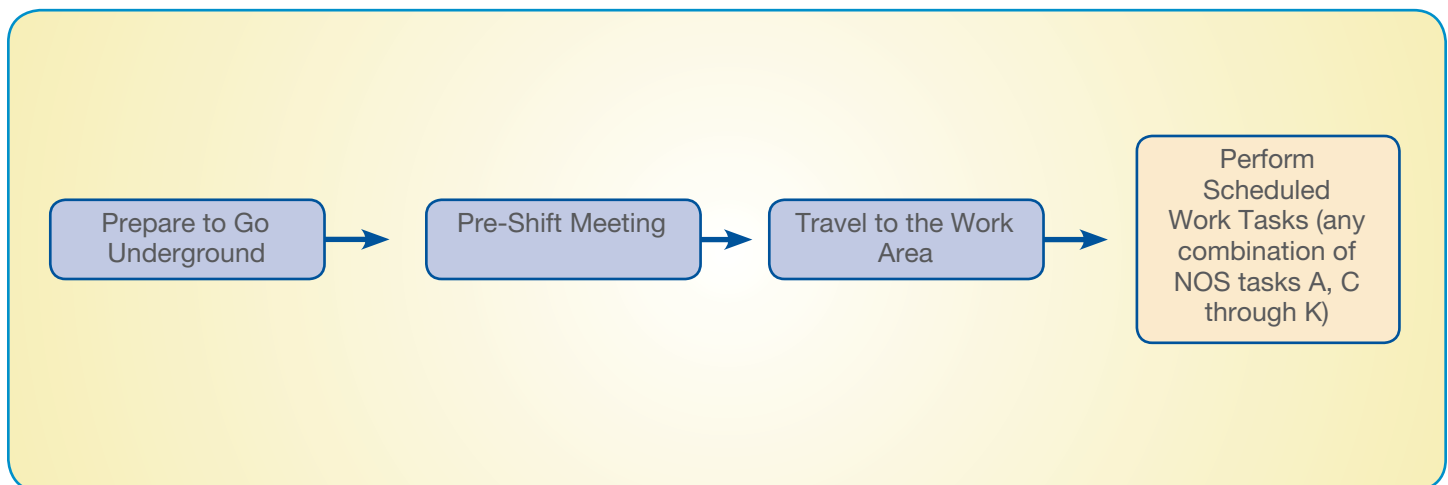 Prepare to Go
Underground
Pre-Shift Meeting
Travel to the Work
Area
Perform
Scheduled
Work Tasks (any
combination of
NOS tasks A, C
through K)